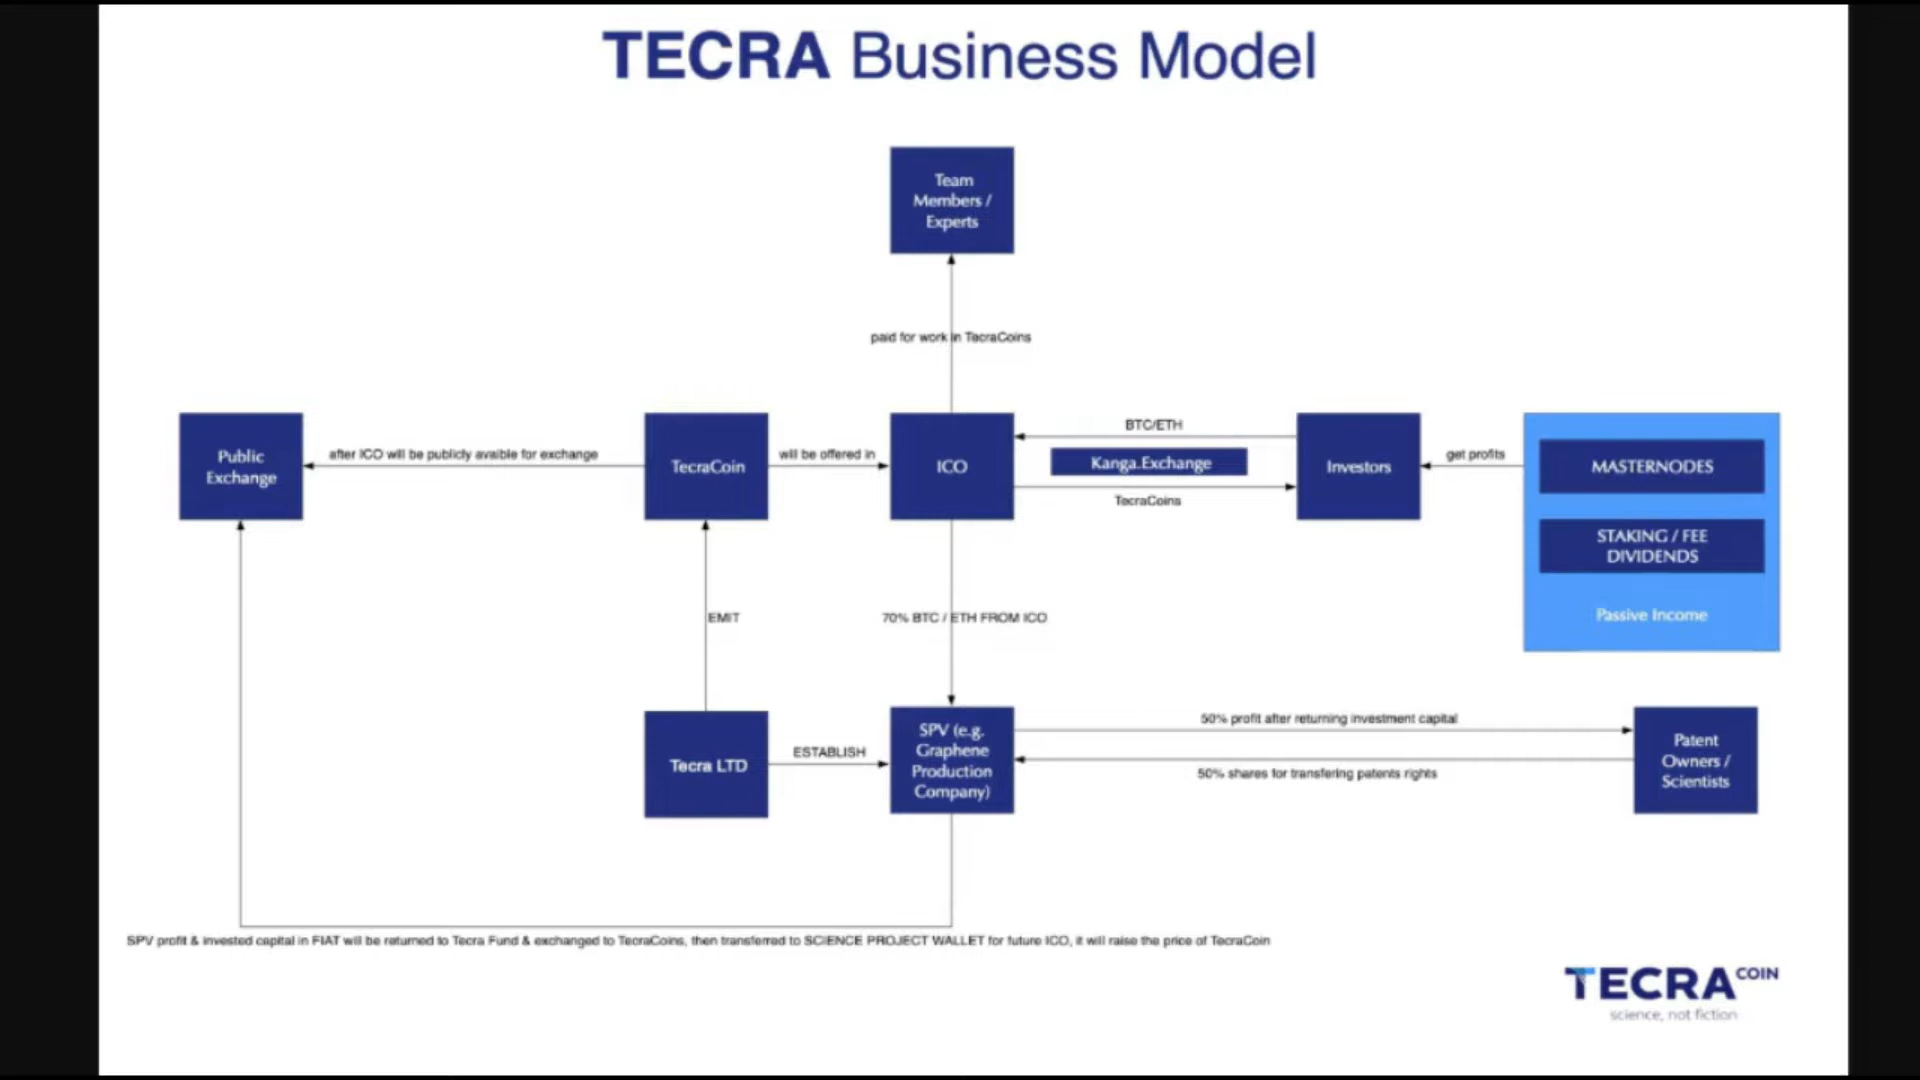 TECRA Business Model
Team
Members /
Experts
paid for work in TecraCoins
Public
Exchange
after ICO will be publicly avaible for exchange
TecraCoin
will be offered in
ICO
BTC/ETH
Kanga.Exchange
TecraCoins
Investors
get profits
MASTERNODES
STAKING / FEE
DIVIDENDS
Passive Income
EMIT
70% BTC / ETH FROM ICO
Tecra LTD
ESTABLISH
SPV (e.g.
Graphene
Production
Company)
50% profit after returning investment capital
50% shares for transfering patents rights
Patent
Owners /
Scientists
SPV profit & invested capital in FIAT will be returned to Tecra Fund & exchanged to TecraCoins, then transferred to SCIENCE PROJECT WALLET for future ICO, it will raise the price of TecraCoin
TECRA COIN
science, not fiction